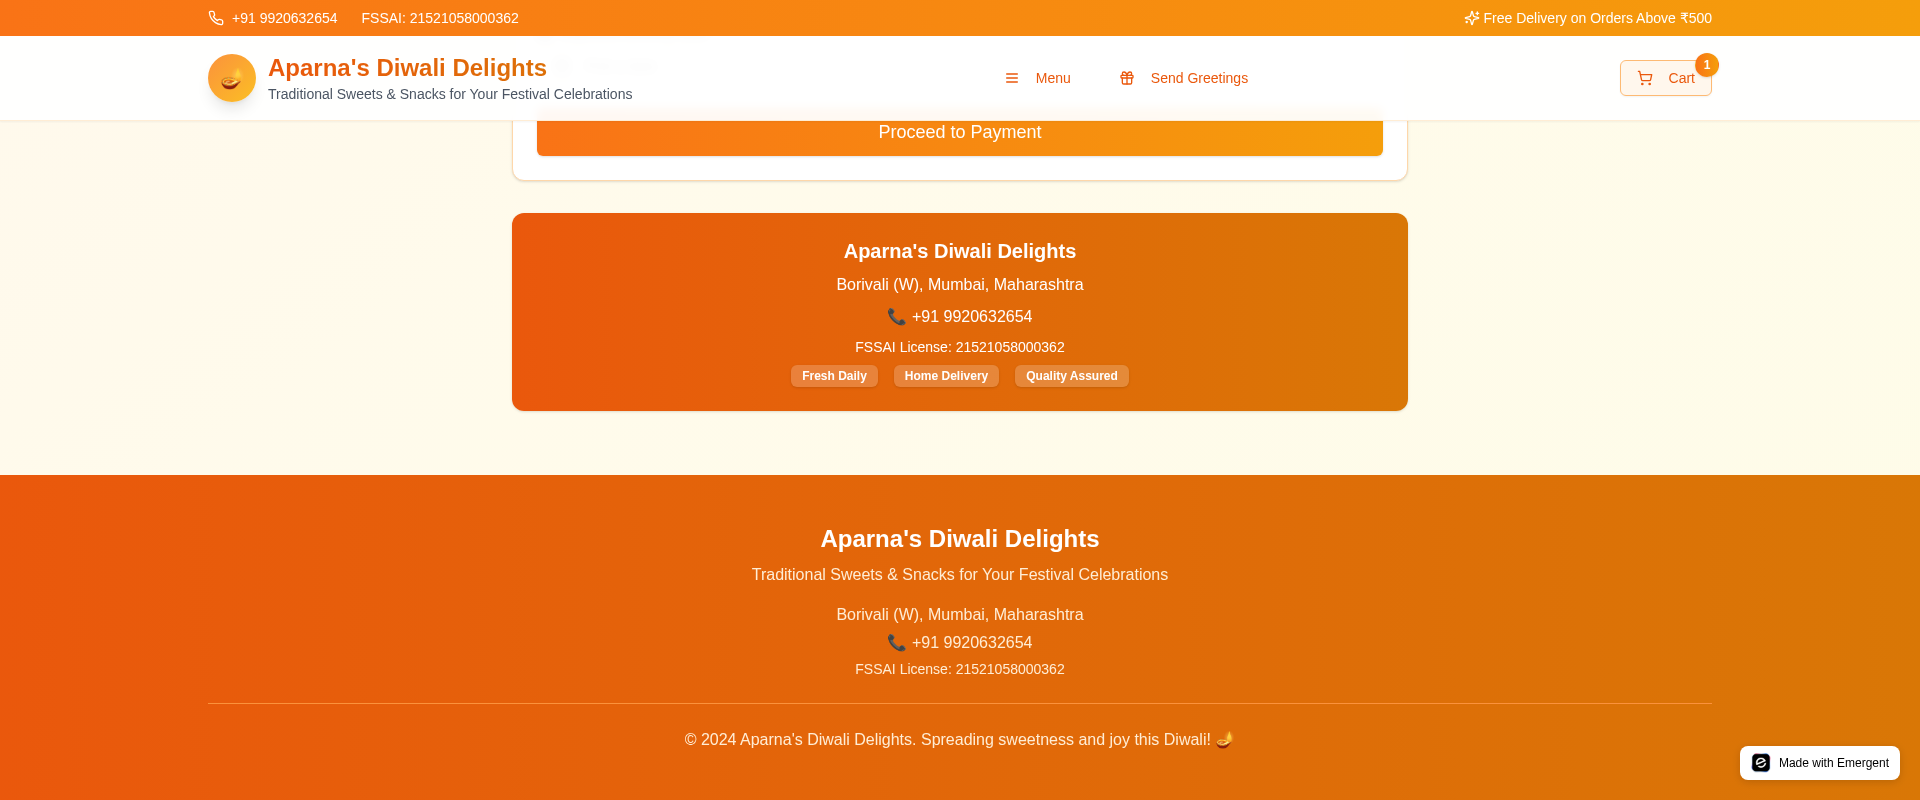 +91 9920632654 FSSAI: 21521058000362 Free Delivery on Orders Above ₹500
Aparna's Diwali Delights
Traditional Sweets & Snacks for Your Festival Celebrations
Menu Send Greetings Cart 1
Proceed to Payment
Aparna's Diwali Delights
Borivali (W), Mumbai, Maharashtra
📞 +91 9920632654
FSSAI License: 21521058000362
Fresh Daily Home Delivery Quality Assured
Aparna's Diwali Delights
Traditional Sweets & Snacks for Your Festival Celebrations
Borivali (W), Mumbai, Maharashtra
📞 +91 9920632654
FSSAI License: 21521058000362
© 2024 Aparna's Diwali Delights. Spreading sweetness and joy this Diwali! 🪔
Made with Emergent